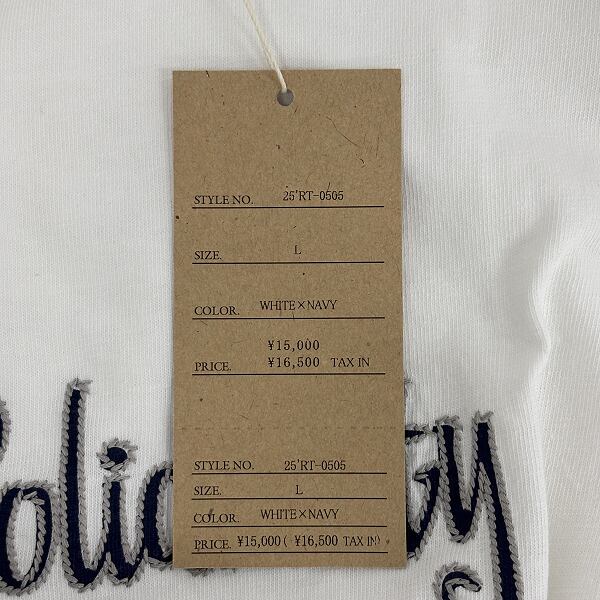 STYLE NO. 25'RT-0505
SIZE. L
COLOR. WHITE×NAVY
¥15,000
PRICE. ¥16,500 TAX IN
STYLE NO. 25'RT-0505
SIZE. L
COLOR. WHITE×NAVY
PRICE. ¥15,000( ¥16,500 TAX IN)